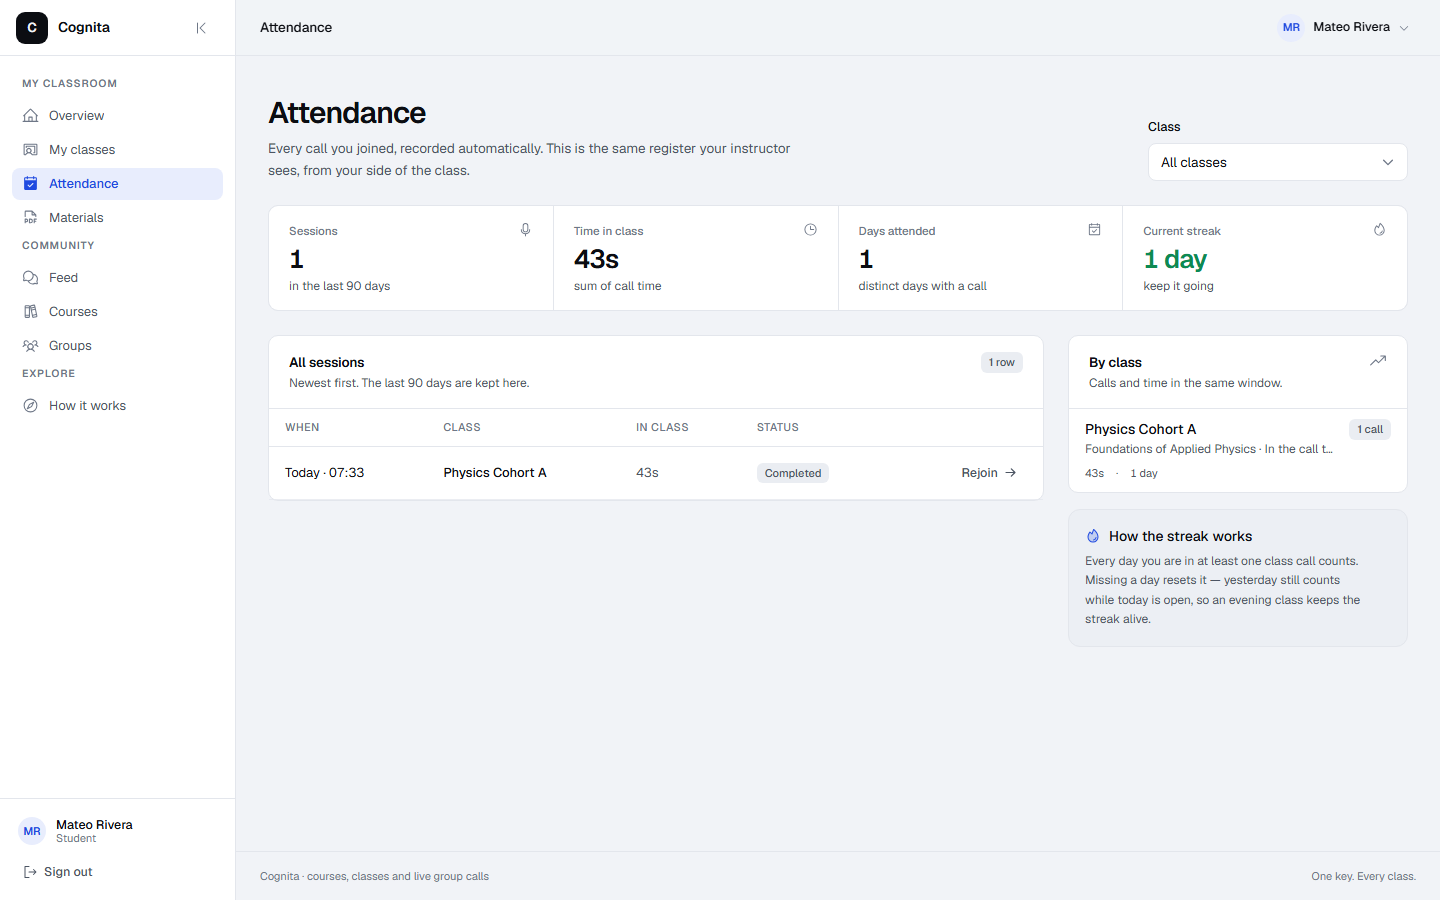 C Cognita
MY CLASSROOM
Overview
My classes
Attendance
Materials
COMMUNITY
Feed
Courses
Groups
EXPLORE
How it works
MR Mateo Rivera
Student
Sign out
Attendance
MR Mateo Rivera
Attendance
Every call you joined, recorded automatically. This is the same register your instructor
sees, from your side of the class.
Class
All classes
Sessions
1
in the last 90 days
Time in class
43s
sum of call time
Days attended
1
distinct days with a call
Current streak
1 day
keep it going
All sessions
1 row
Newest first. The last 90 days are kept here.
WHEN CLASS IN CLASS STATUS
Today · 07:33 Physics Cohort A 43s Completed Rejoin →
By class
Calls and time in the same window.
Physics Cohort A 1 call
Foundations of Applied Physics · In the call t...
43s · 1 day
How the streak works
Every day you are in at least one class call counts.
Missing a day resets it — yesterday still counts
while today is open, so an evening class keeps the
streak alive.
Cognita · courses, classes and live group calls
One key. Every class.